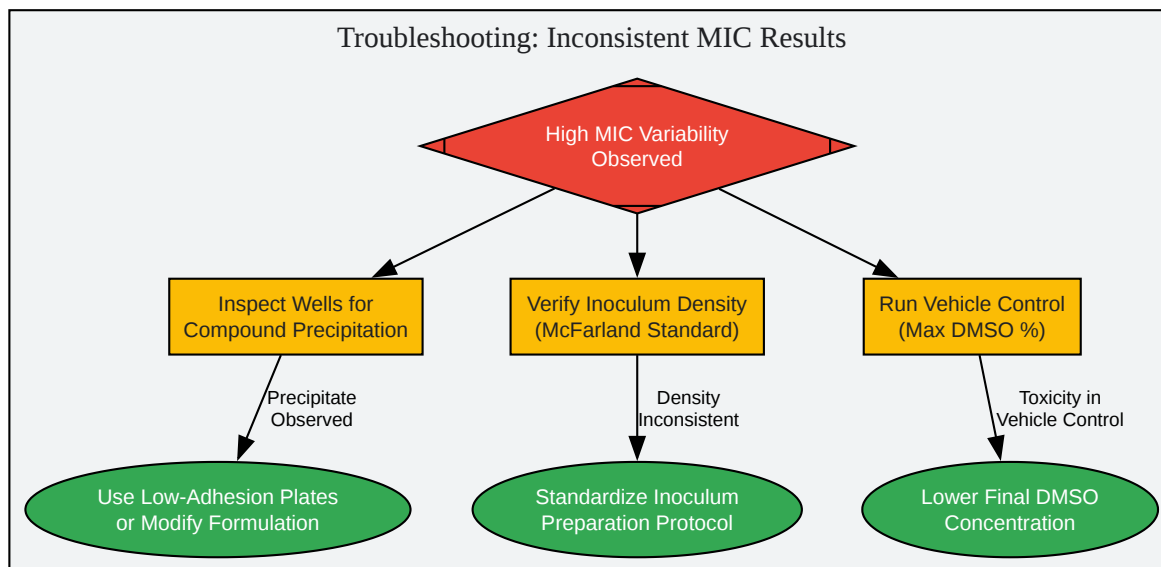 Troubleshooting: Inconsistent MIC Results
High MIC Variability
Observed
Inspect Wells for
Compound Precipitation
Verify Inoculum Density
(McFarland Standard)
Run Vehicle Control
(Max DMSO %)
Precipitate
Observed
Density
Inconsistent
Toxicity in
Vehicle Control
Use Low-Adhesion Plates
or Modify Formulation
Standardize Inoculum
Preparation Protocol
Lower Final DMSO
Concentration